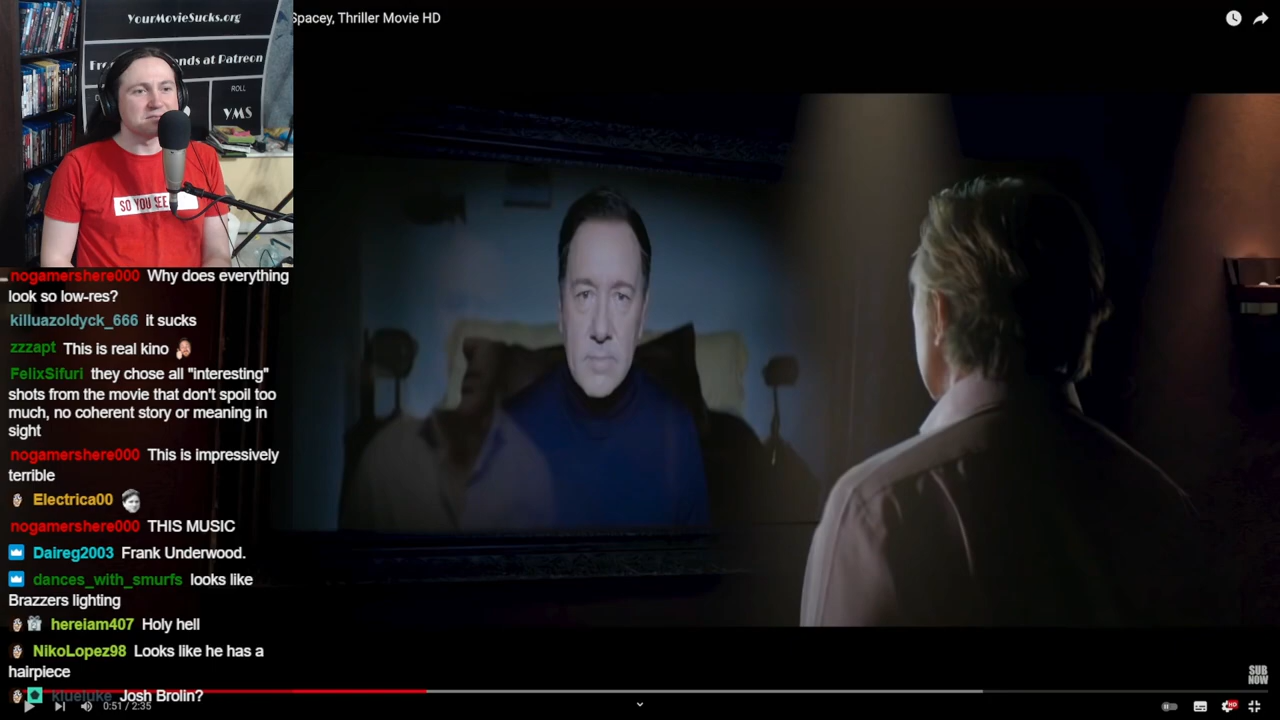 YourMovieSucks.org
Spacey, Thriller Movie HD
ends at Patreon
ROLL
YMS
SO YOU SEE
nogamershere000 Why does everything
look so low-res?
killuazoldyck_666 it sucks
zzzapt This is real kino
FelixSifuri they chose all "interesting"
shots from the movie that don't spoil too
much, no coherent story or meaning in
sight
nogamershere000 This is impressively
terrible
Electrica00
nogamershere000 THIS MUSIC
Daireg2003 Frank Underwood.
dances_with_smurfs looks like
Brazzers lighting
hereiam407 Holy hell
NikoLopez98 Looks like he has a
hairpiece
klueluke Josh Brolin?
0:51 / 2:35
SUB
NOW
HD